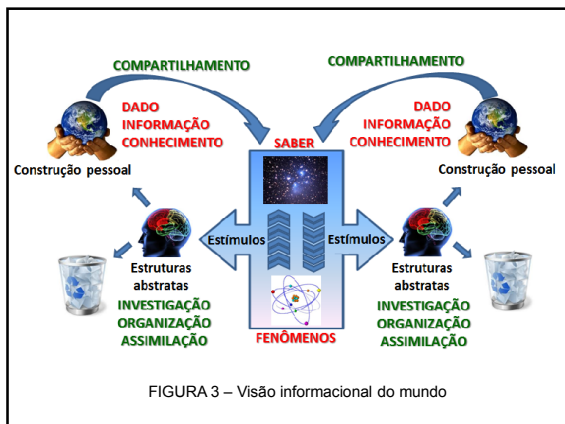 COMPARTILHAMENTO
DADO
INFORMAÇÃO
CONHECIMENTO
Construção pessoal
Estímulos
Estruturas
abstratas
INVESTIGAÇÃO
ORGANIZAÇÃO
ASSIMILAÇÃO
SABER
FENÔMENOS
COMPARTILHAMENTO
DADO
INFORMAÇÃO
CONHECIMENTO
Construção pessoal
Estímulos
Estruturas
abstratas
INVESTIGAÇÃO
ORGANIZAÇÃO
ASSIMILAÇÃO
FIGURA 3 – Visão informacional do mundo